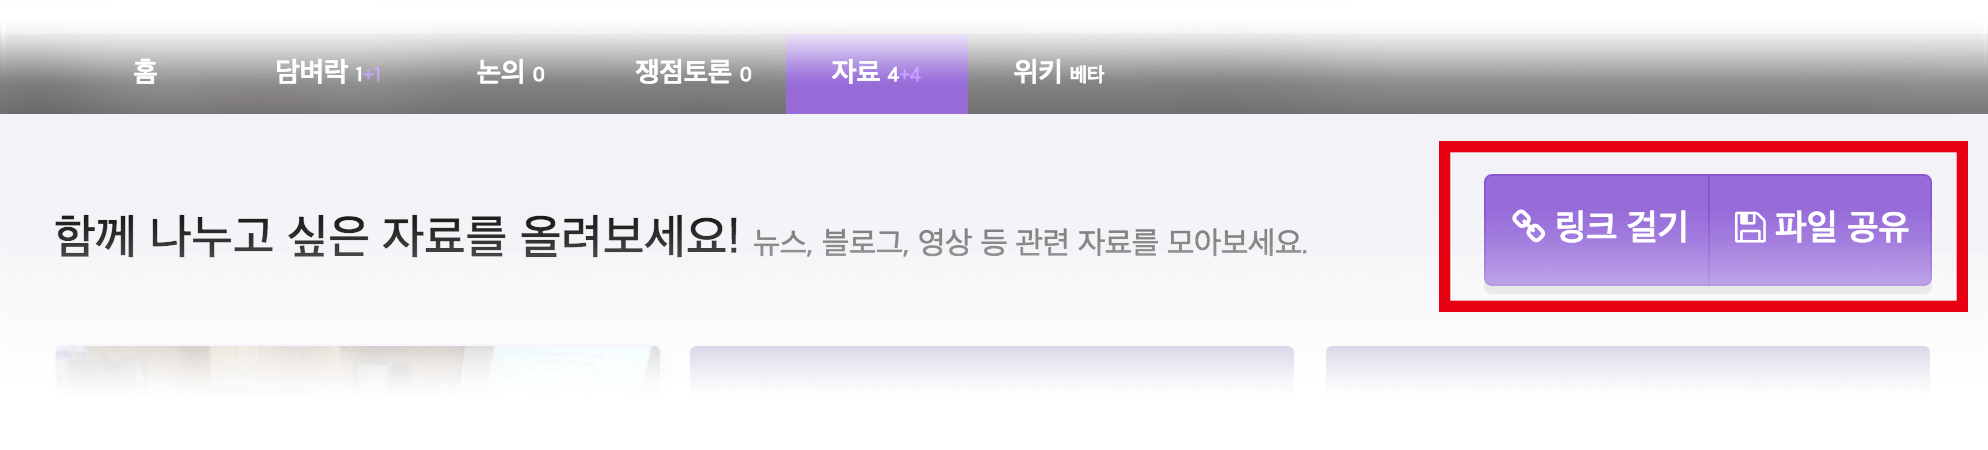 홈 담벼락 1+1 논의 0 쟁점토론 0 자료 4+4 위키 베타
함께 나누고 싶은 자료를 올려보세요! 뉴스, 블로그, 영상 등 관련 자료를 모아보세요. 링크 걸기 파일 공유